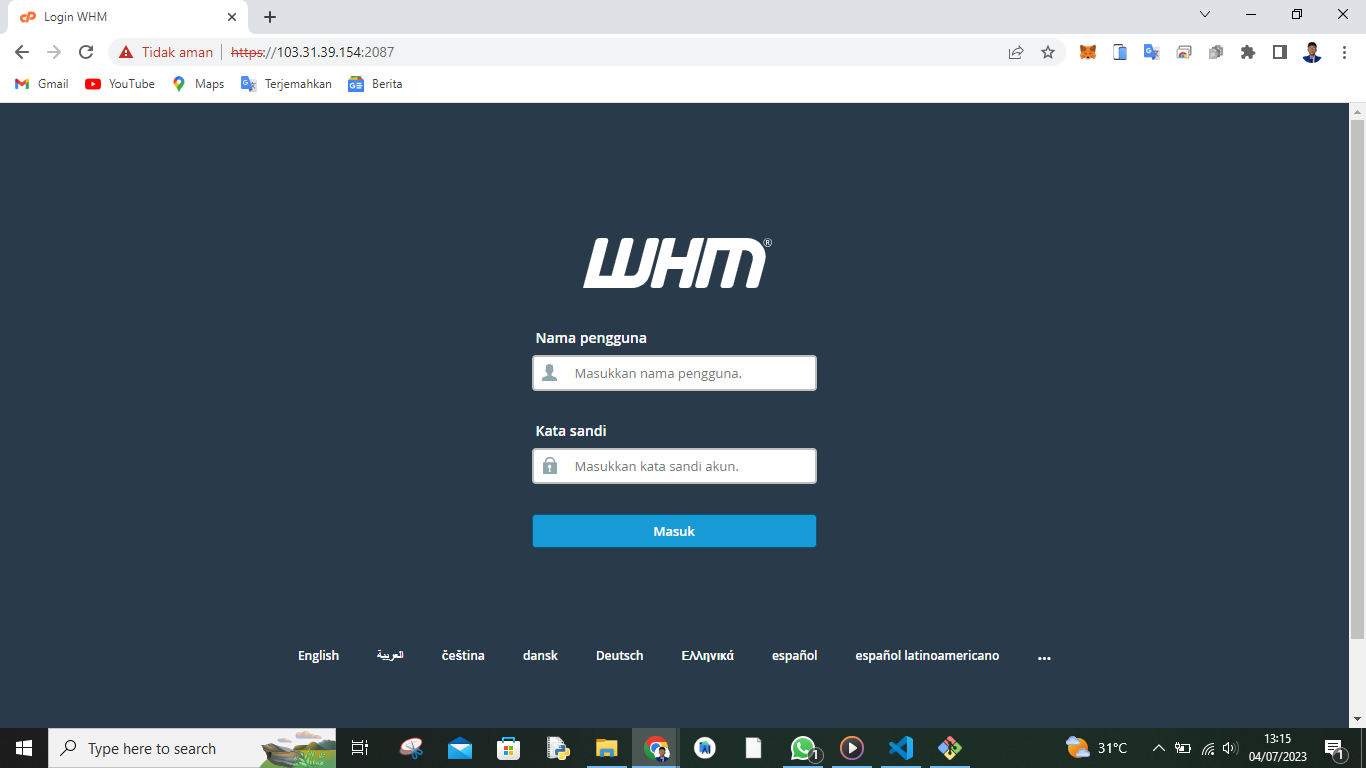 Login WHM
Tidak aman
https://103.31.39.154:2087
Gmail
YouTube
Maps
Terjemahkan
Berita
WHM®
Nama pengguna
Masukkan nama pengguna.
Kata sandi
Masukkan kata sandi akun.
Masuk
English العربية čeština dansk Deutsch Ελληνικά español español latinoamericano ...
Type here to search
1
31°C
13:15
04/07/2023
1